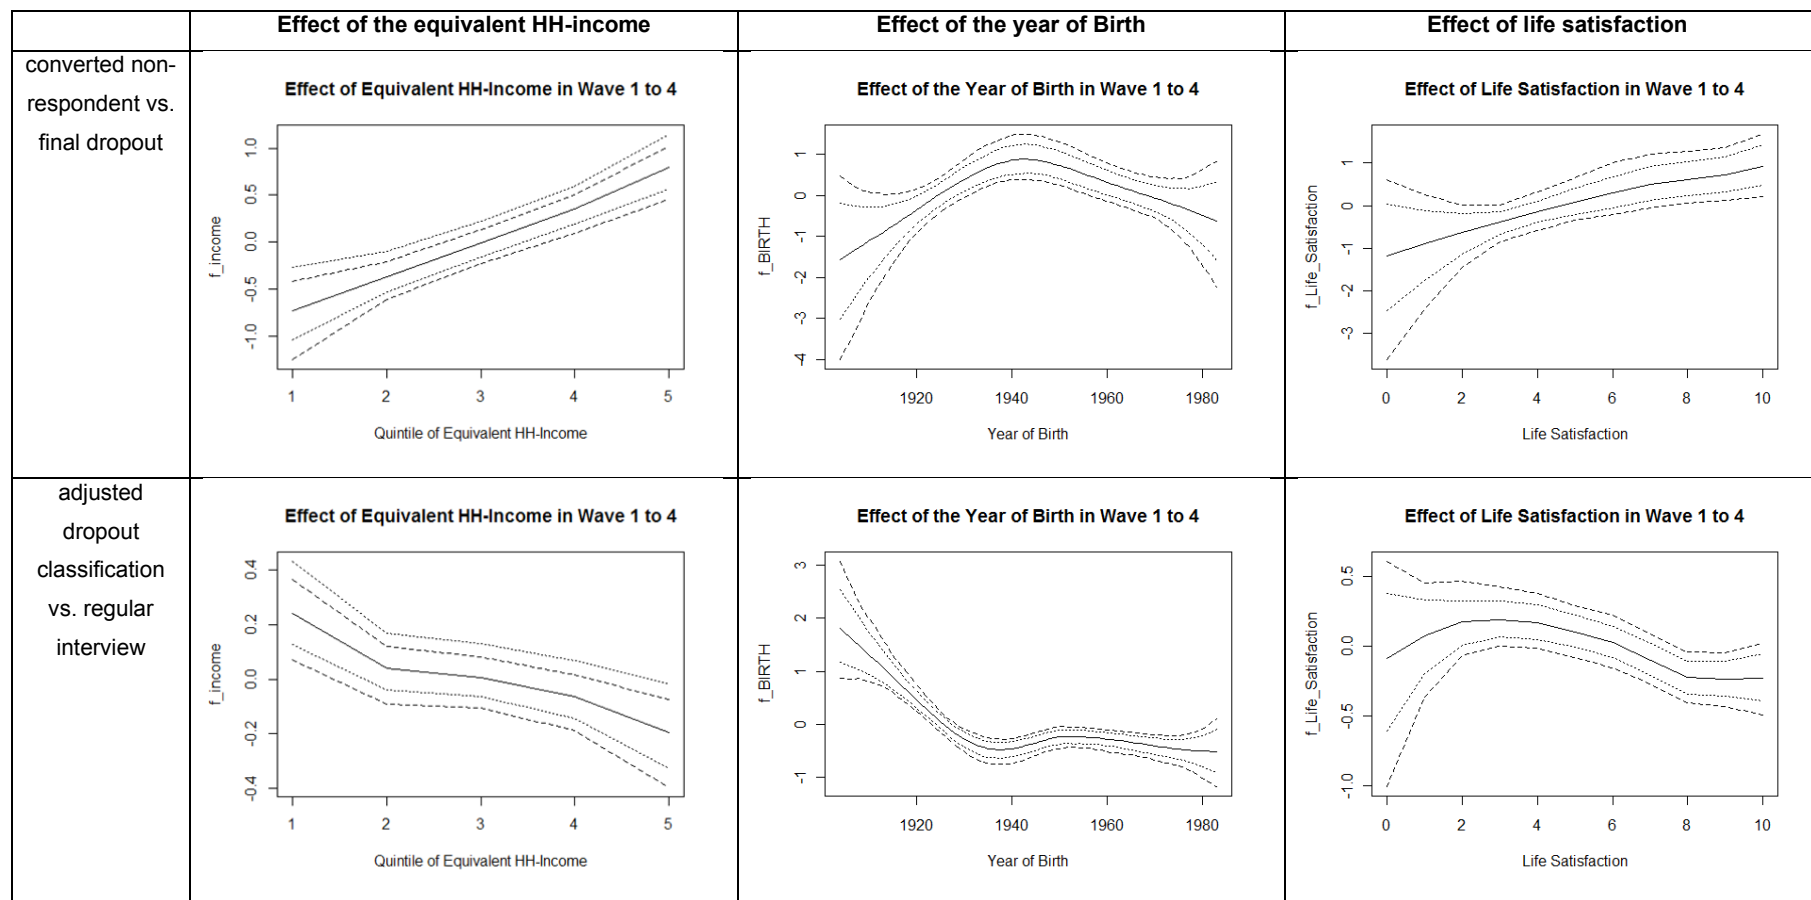 Effect of the equivalent HH-income
Effect of the year of Birth
Effect of life satisfaction
converted non-
respondent vs.
final dropout
Effect of Equivalent HH-Income in Wave 1 to 4
f_income
1.0
0.5
0.0
-0.5
-1.0
1 2 3 4 5
Quintile of Equivalent HH-Income
Effect of the Year of Birth in Wave 1 to 4
f_BIRTH
1
0
-1
-2
-3
-4
1920 1940 1960 1980
Year of Birth
Effect of Life Satisfaction in Wave 1 to 4
f_Life_Satisfaction
1
0
-1
-2
-3
0 2 4 6 8 10
Life Satisfaction
adjusted
dropout
classification
vs. regular
interview
Effect of Equivalent HH-Income in Wave 1 to 4
f_income
0.4
0.2
0.0
-0.2
-0.4
1 2 3 4 5
Quintile of Equivalent HH-Income
Effect of the Year of Birth in Wave 1 to 4
f_BIRTH
3
2
1
0
-1
1920 1940 1960 1980
Year of Birth
Effect of Life Satisfaction in Wave 1 to 4
f_Life_Satisfaction
0.5
0.0
-0.5
-1.0
0 2 4 6 8 10
Life Satisfaction